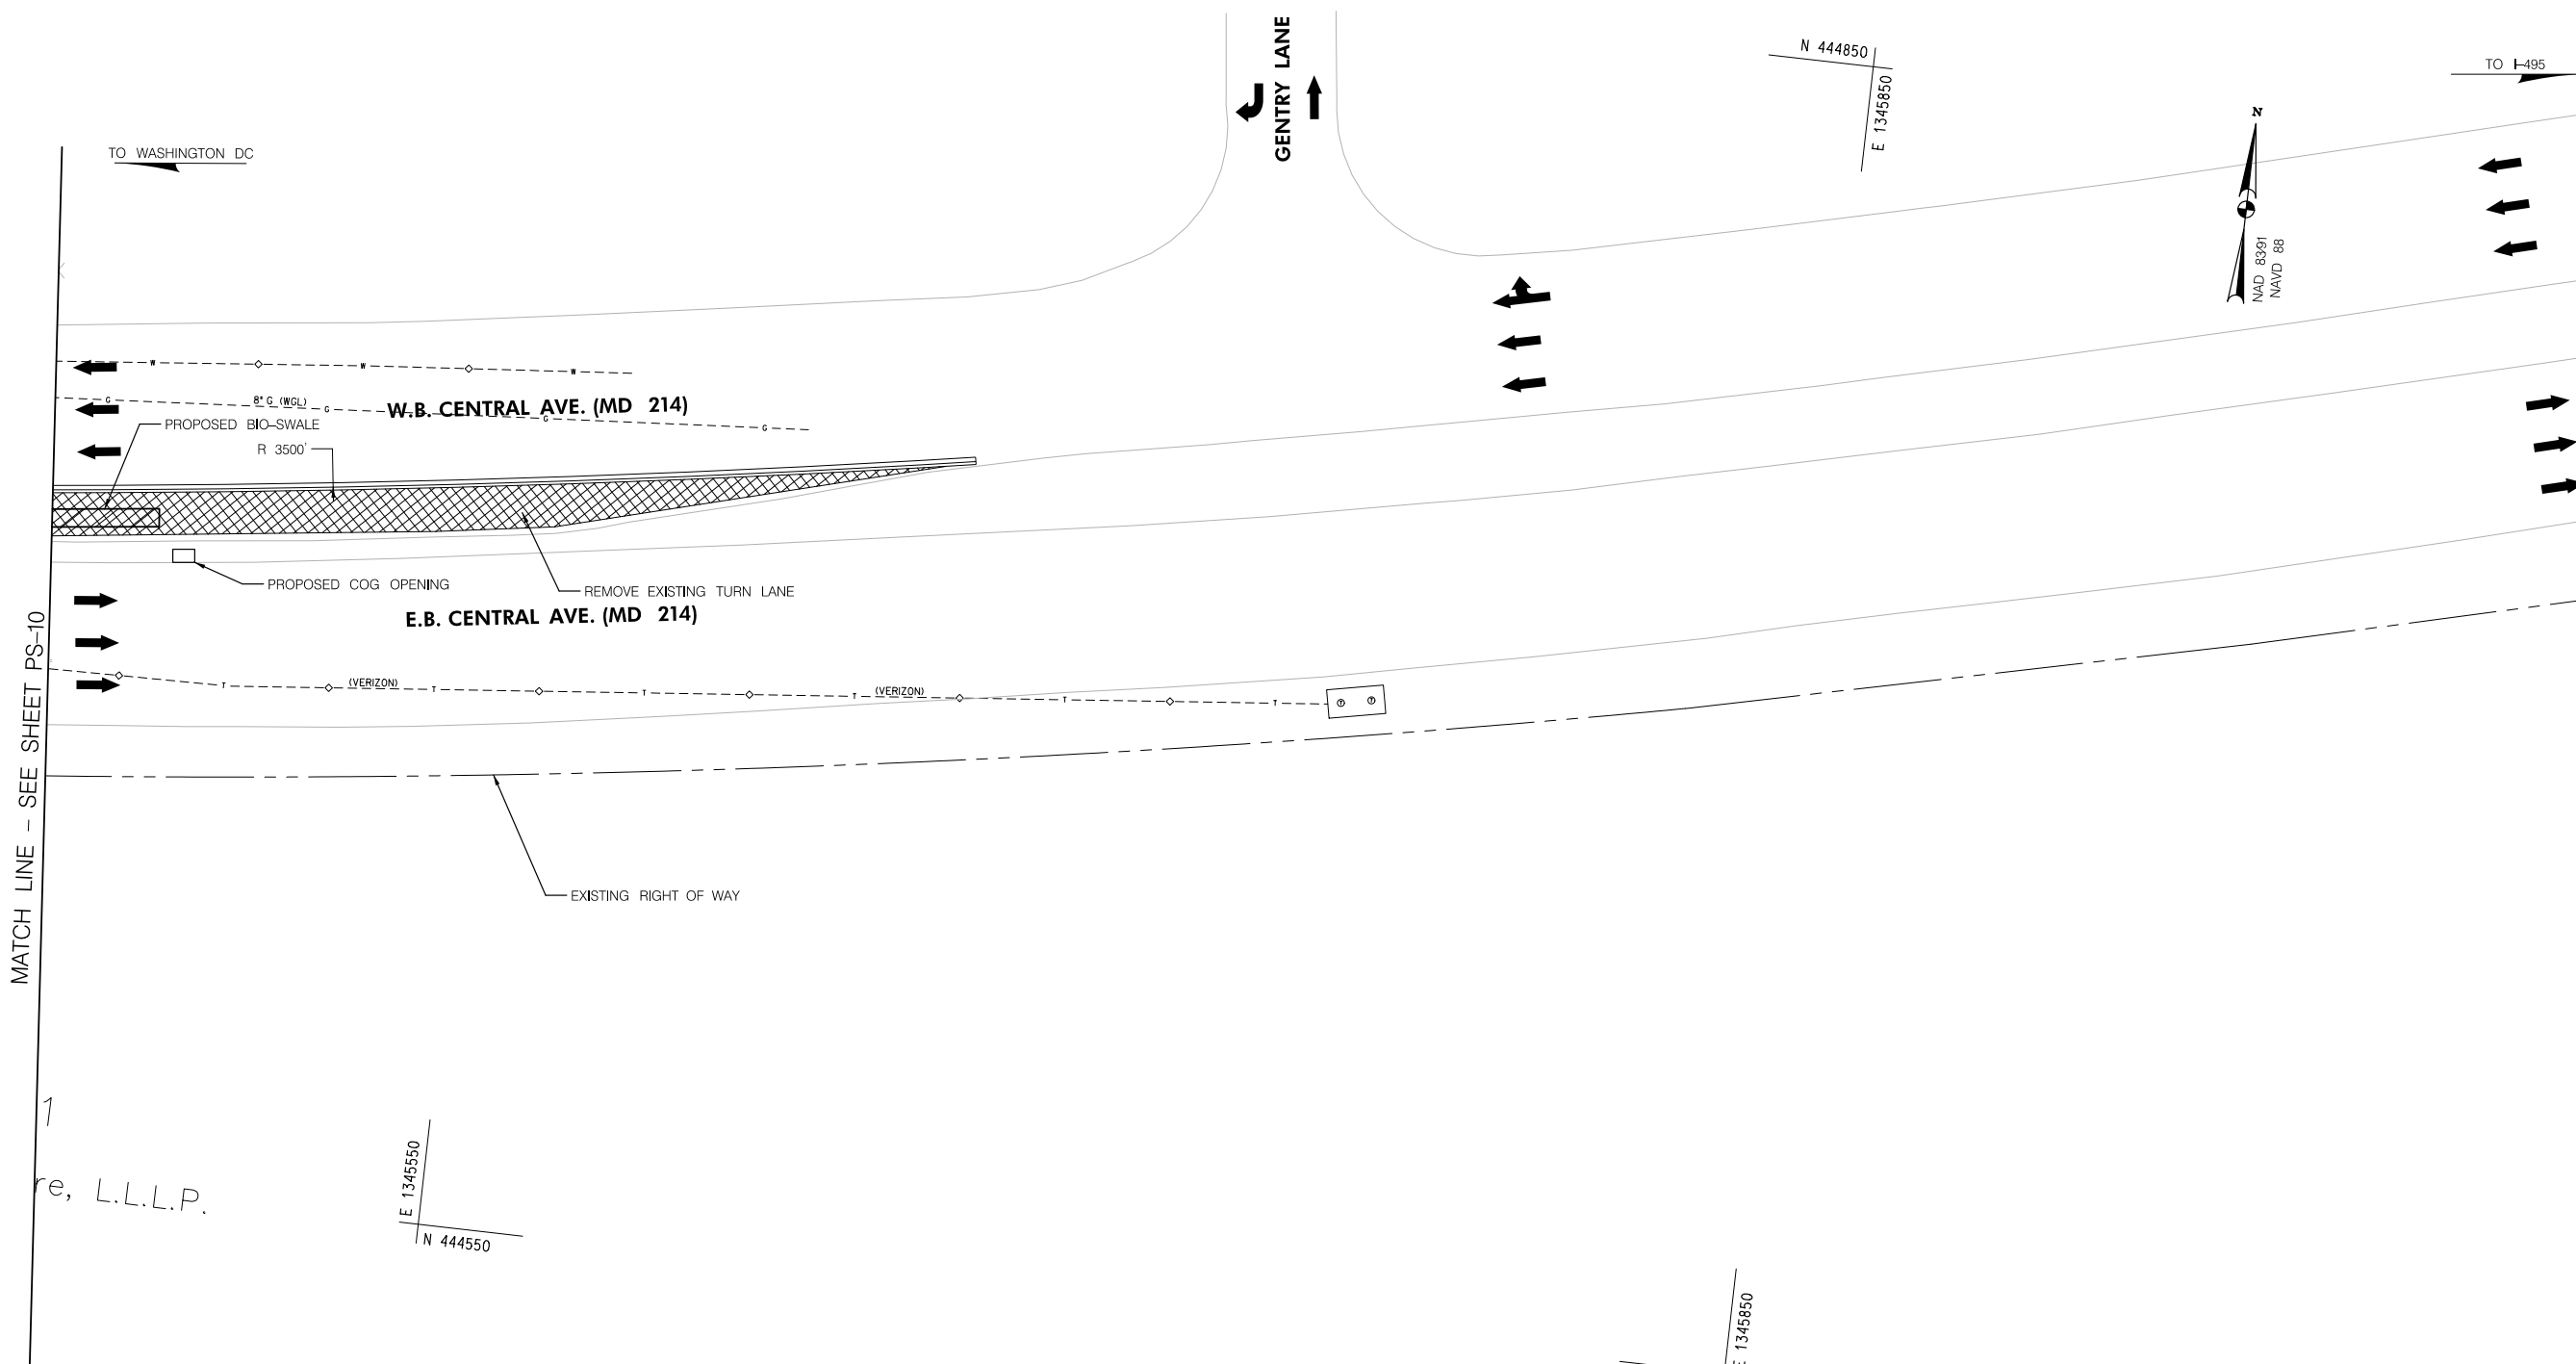 GENTRY LANE
N 444850
E 1345850
TO I-495
N
NAD 83/91
NAVD 88
TO WASHINGTON DC
W
W
W
G
8" G (WGL)
G
G
G
W.B. CENTRAL AVE. (MD 214)
PROPOSED BIO-SWALE
R 3500'
PROPOSED COG OPENING
REMOVE EXISTING TURN LANE
E.B. CENTRAL AVE. (MD 214)
T
(VERIZON)
T
T
T
(VERIZON)
T
T
T
T
EXISTING RIGHT OF WAY
MATCH LINE - SEE SHEET PS-10
1
re, L.L.L.P.
E 1345550
N 444550
E 1345850